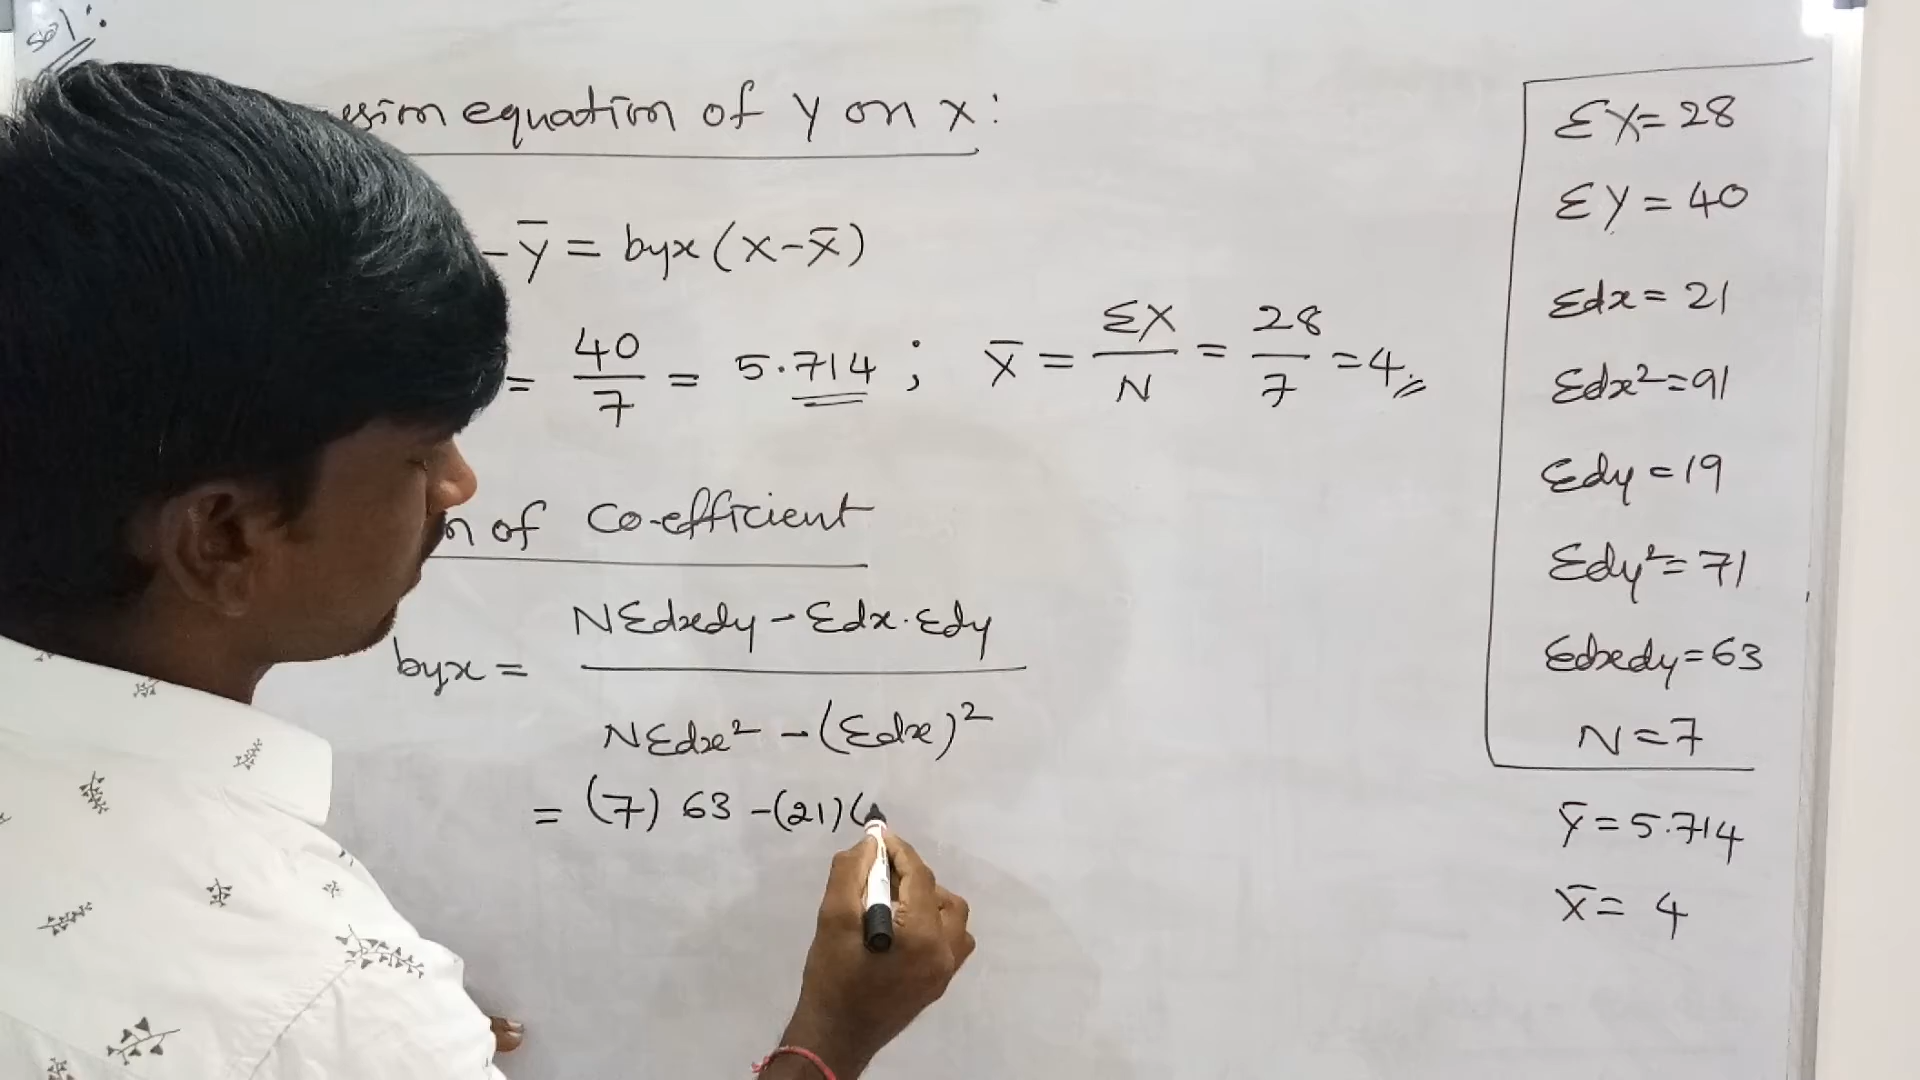 Sol:
equation of y on x:
- ȳ = byx (x - x̄)
= 40/7 = 5.714 ; X̄ = ΣX/N = 28/7 = 4
of Co-efficient
byx = NΣdxdy - Σdx.Σdy / NΣdx² - (Σdx)²
= (7) 63 - (21) (
ΣX = 28
ΣY = 40
Σdx = 21
Σdx² = 91
Σdy = 19
Σdy² = 71
Σdxdy = 63
N = 7
ȳ = 5.714
x̄ = 4